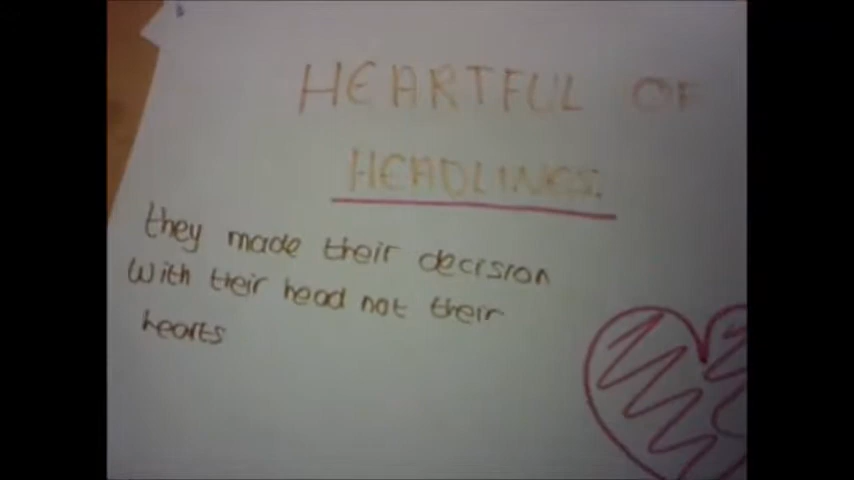 HEARTFUL OF
HEADLINES.
they made their decision
With their head not their
hearts